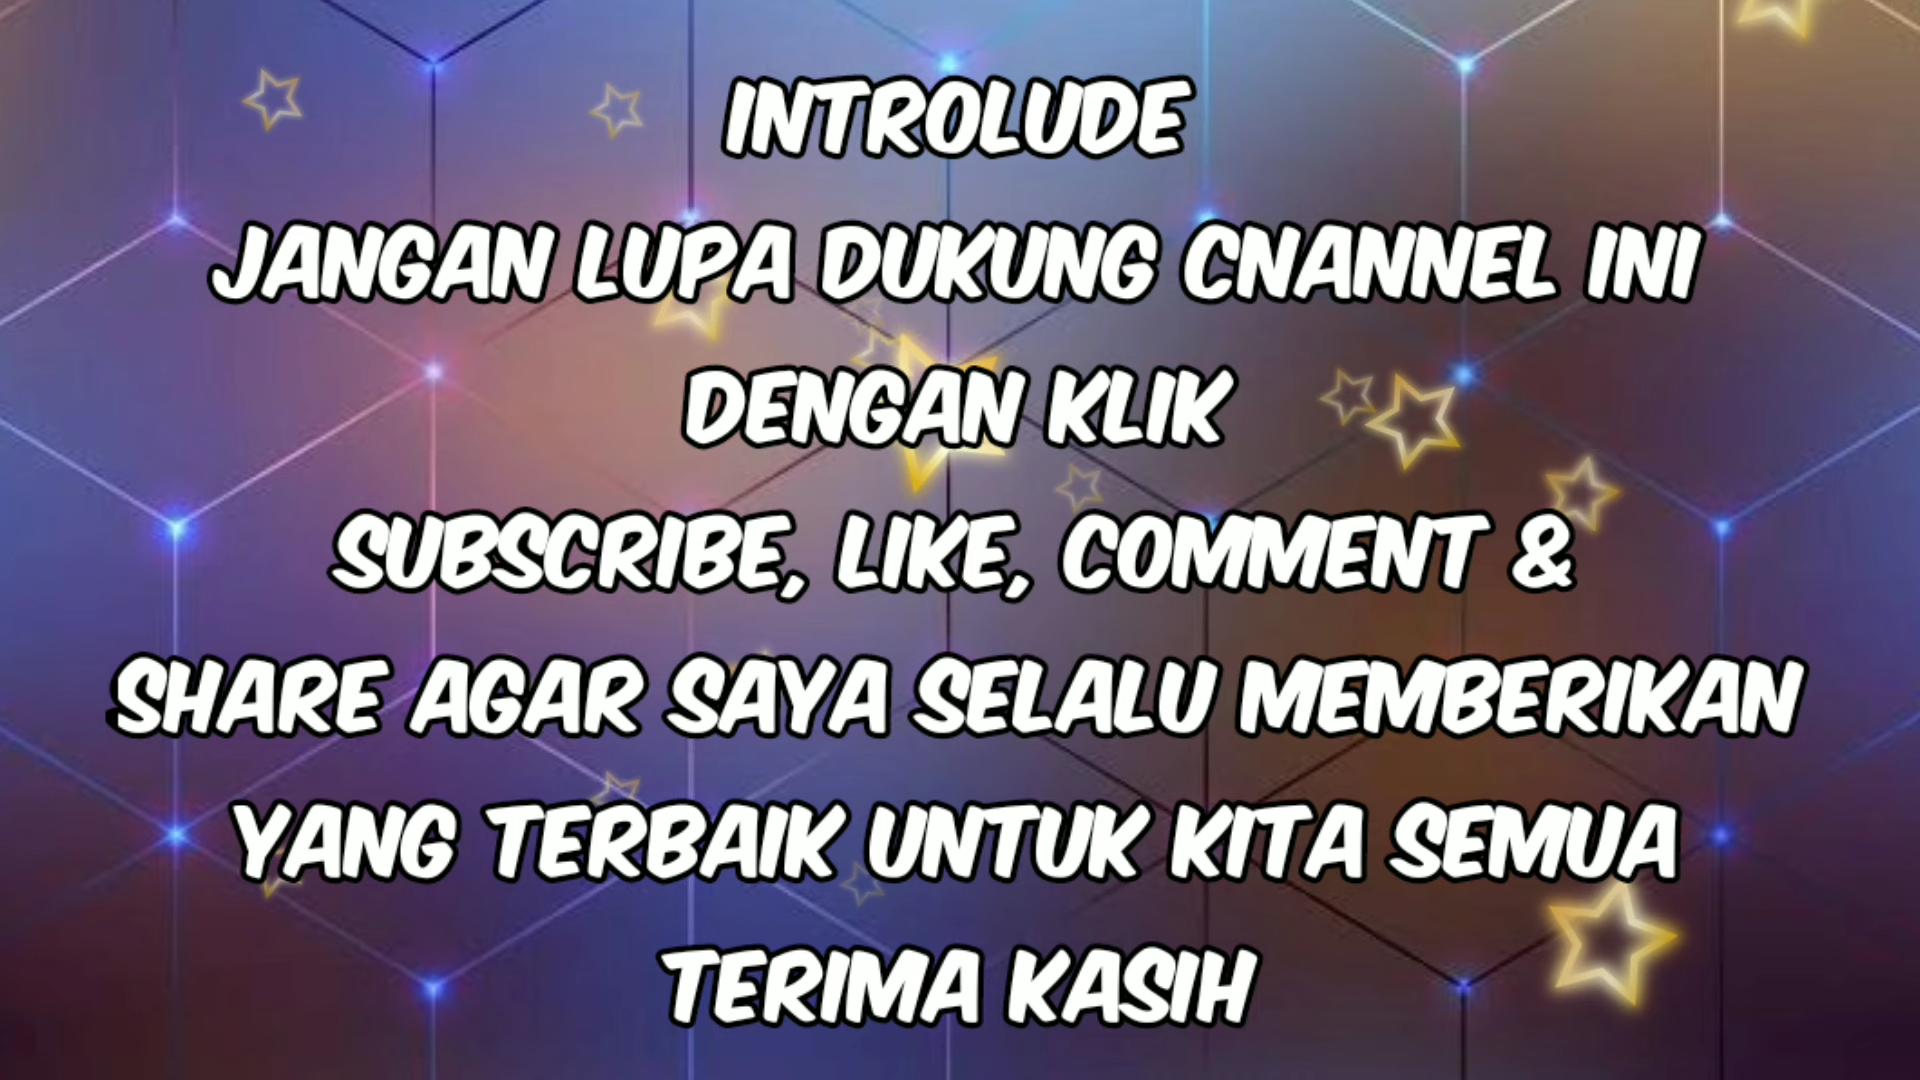 INTROLUDE
JANGAN LUPA DUKUNG CNANNEL INI
DENGAN KLIK
SUBSCRIBE, LIKE, COMMENT &
SHARE AGAR SAYA SELALU MEMBERIKAN
YANG TERBAIK UNTUK KITA SEMUA
TERIMA KASIH